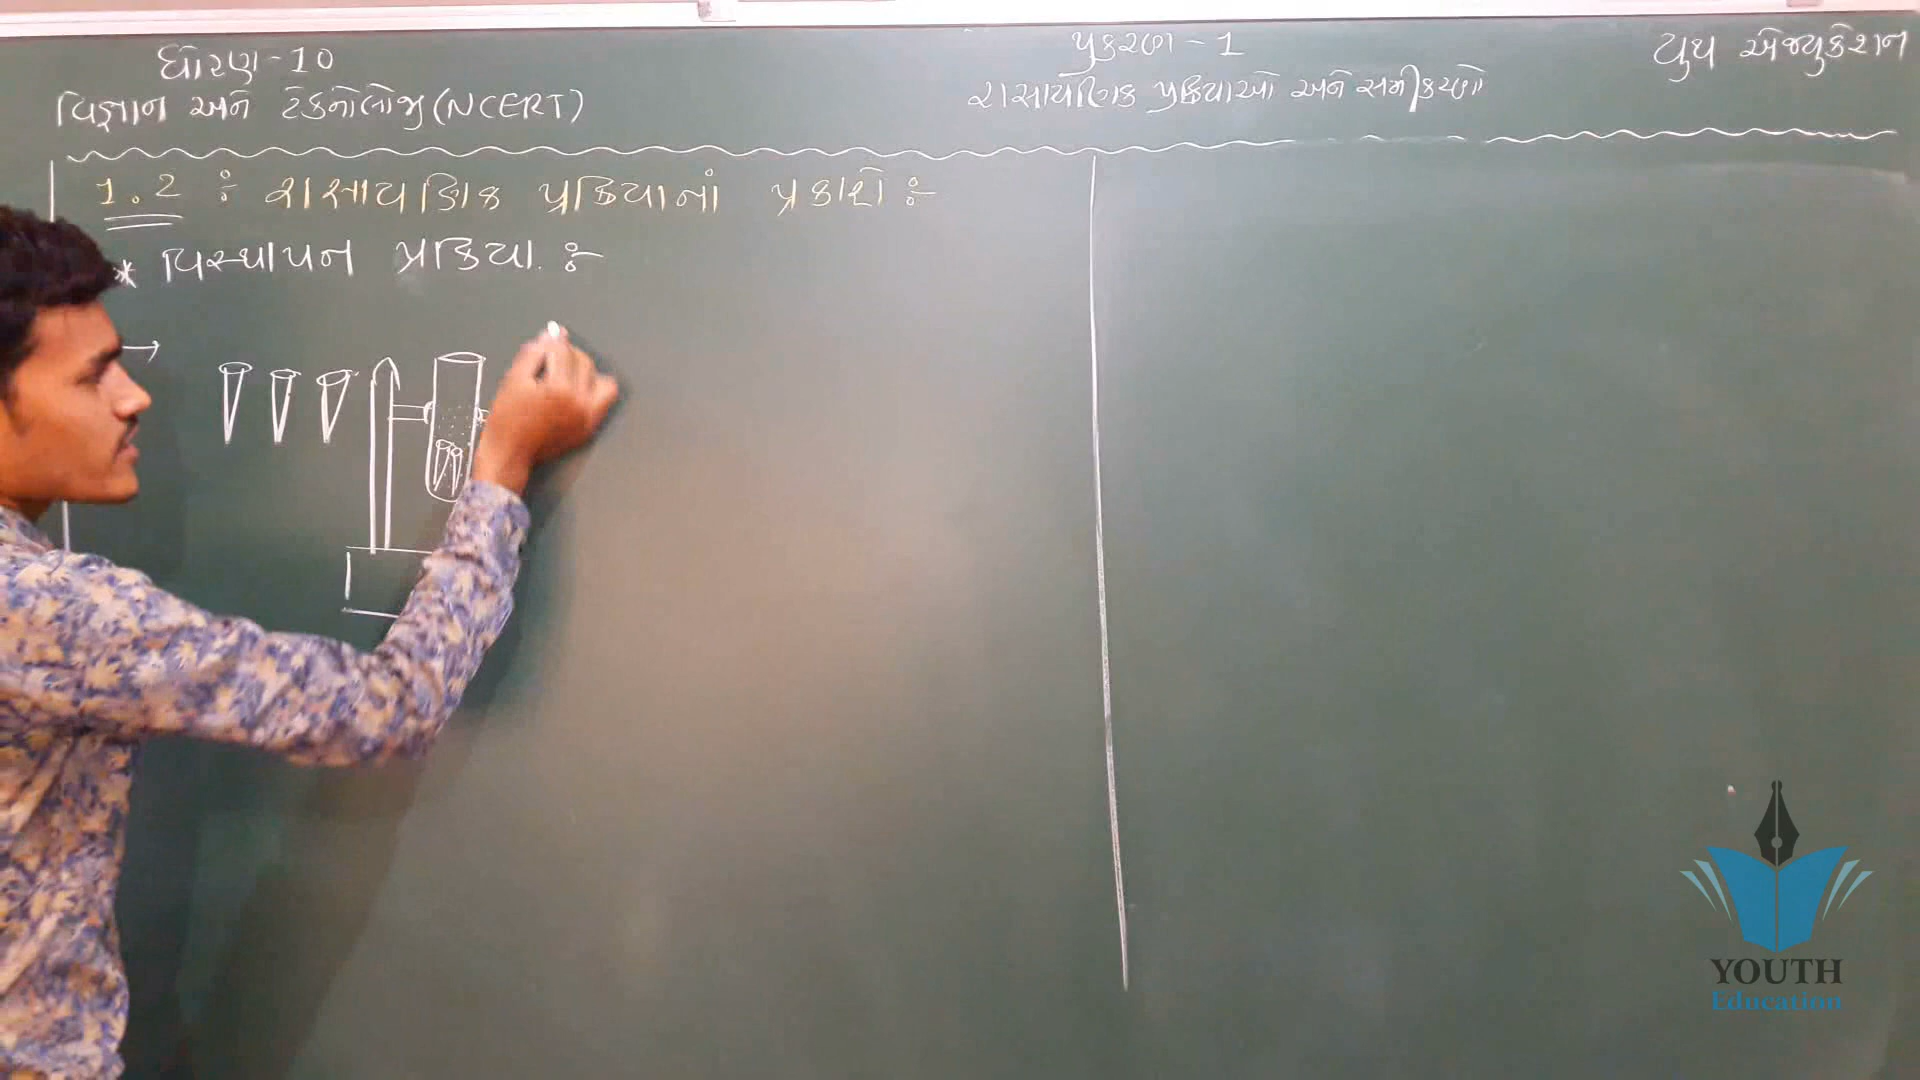 ધોરણ-10
વિજ્ઞાન અને ટેકનોલોજી (NCERT)
પ્રકરણ - 1
રાસાયણિક પ્રક્રિયાઓ અને સમીકરણો
યુથ એજ્યુકેશન
1.2 : રાસાયણિક પ્રક્રિયાનાં પ્રકારો :-
* વિસ્થાપન પ્રક્રિયા :-
→
YOUTH
Education